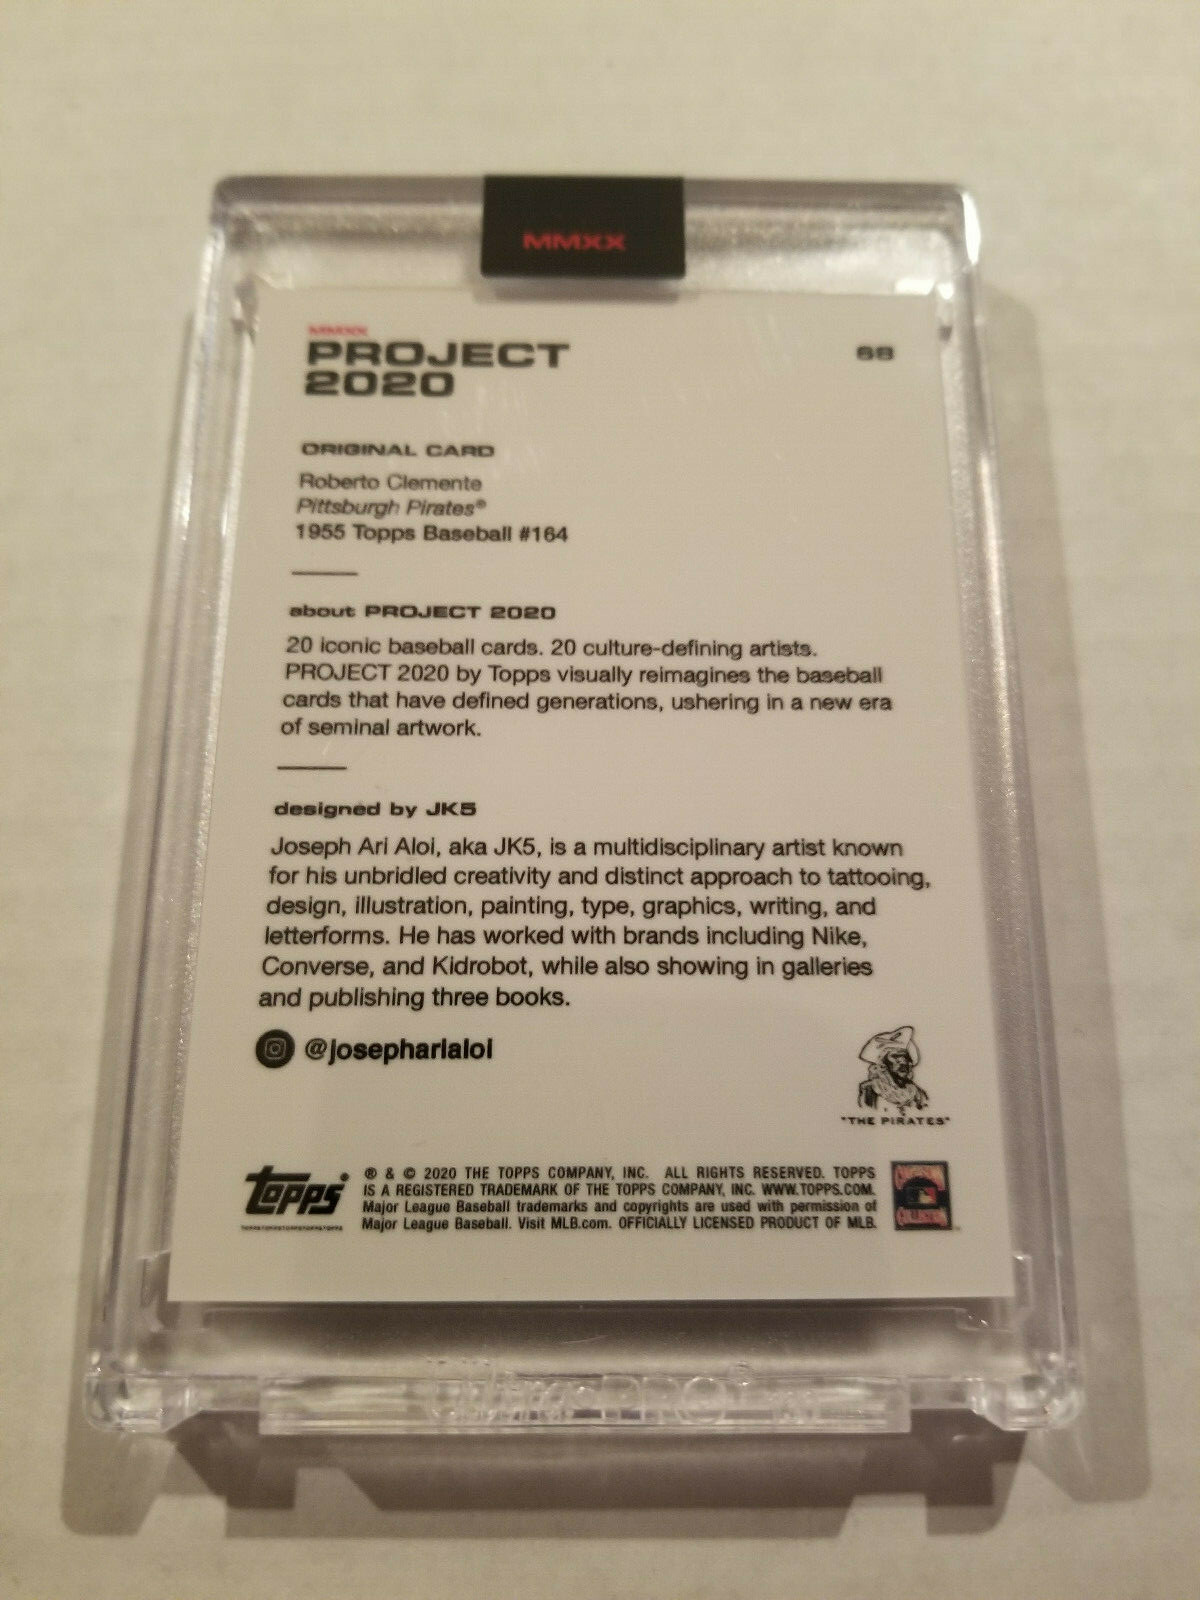 MMXX
MMXX
PROJECT
2020
68
ORIGINAL CARD
Roberto Clemente
Pittsburgh Pirates®
1955 Topps Baseball #164
about PROJECT 2020
20 iconic baseball cards. 20 culture-defining artists.
PROJECT 2020 by Topps visually reimagines the baseball
cards that have defined generations, ushering in a new era
of seminal artwork.
designed by JK5
Joseph Ari Aloi, aka JK5, is a multidisciplinary artist known
for his unbridled creativity and distinct approach to tattooing,
design, illustration, painting, type, graphics, writing, and
letterforms. He has worked with brands including Nike,
Converse, and Kidrobot, while also showing in galleries
and publishing three books.
@josepharialoi
"THE PIRATES"
topps®
® & © 2020 THE TOPPS COMPANY, INC. ALL RIGHTS RESERVED. TOPPS
IS A REGISTERED TRADEMARK OF THE TOPPS COMPANY, INC. WWW.TOPPS.COM.
Major League Baseball trademarks and copyrights are used with permission of
Major League Baseball. Visit MLB.com. OFFICIALLY LICENSED PRODUCT OF MLB.
COLLECTION
Ultra PRO®